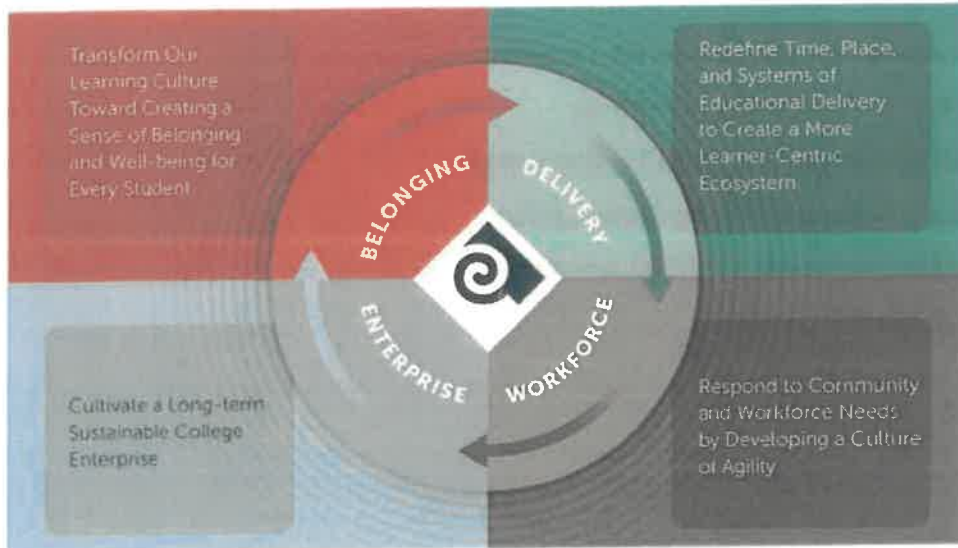 Transform Our
Learning Culture
Toward Creating a
Sense of Belonging
and Well-being for
Every Student
Redefine Time, Place,
and Systems of
Educational Delivery
to Create a More
Learner-Centric
Ecosystem
BELONGING
DELIVERY
ENTERPRISE
WORKFORCE
Cultivate a Long-term
Sustainable College
Enterprise
Respond to Community
and Workforce Needs
by Developing a Culture
of Agility